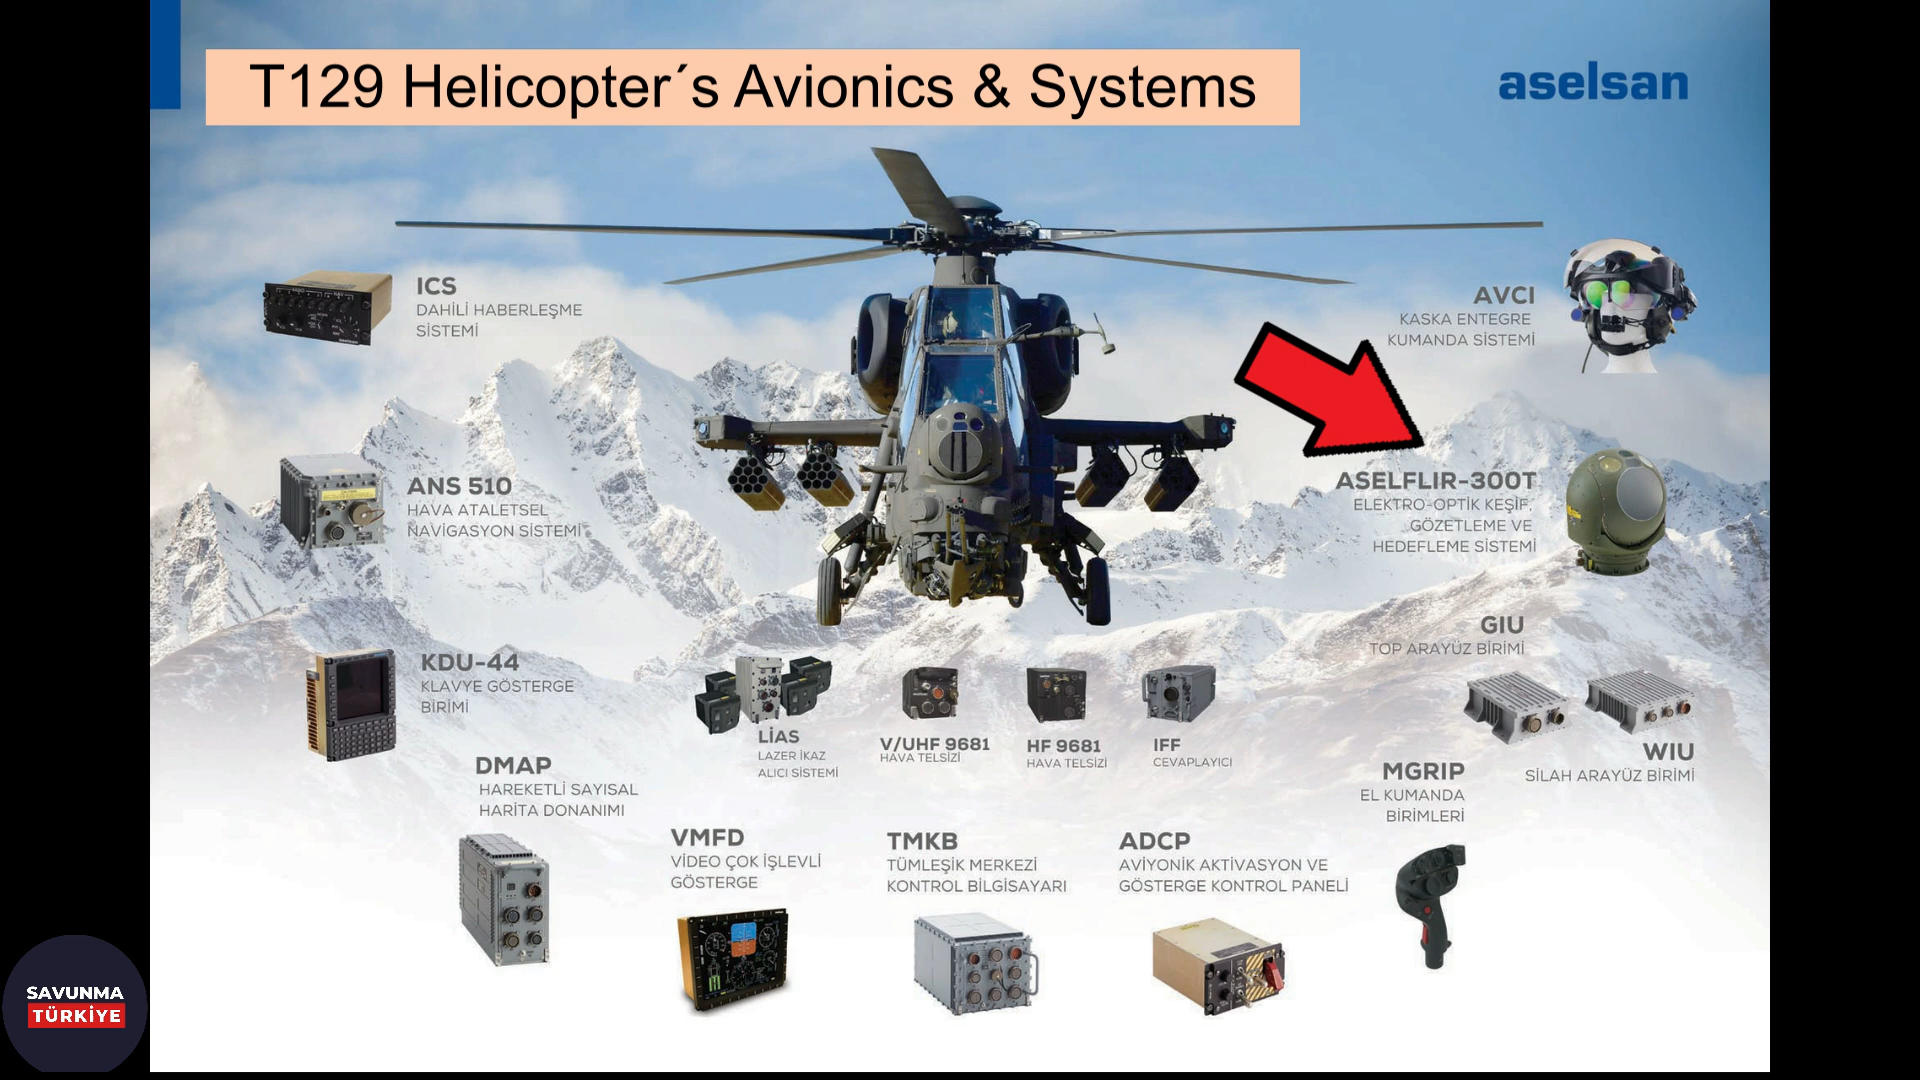 T129 Helicopter´s Avionics & Systems
aselsan
ICS
DAHİLİ HABERLEŞME
SİSTEMİ
AVCI
KASKA ENTEGRE
KUMANDA SİSTEMİ
ANS 510
HAVA ATALETSEL
NAVİGASYON SİSTEMİ
ASELFLIR-300T
ELEKTRO-OPTİK KEŞİF,
GÖZETLEME VE
HEDEFLEME SİSTEMİ
GIU
TOP ARAYÜZ BİRİMİ
KDU-44
KLAVYE GÖSTERGE
BİRİMİ
LİAS
LAZER İKAZ
ALICI SİSTEMİ
V/UHF 9681
HAVA TELSİZİ
HF 9681
HAVA TELSİZİ
IFF
CEVAPLAYICI
WIU
SİLAH ARAYÜZ BİRİMİ
DMAP
HAREKETLİ SAYISAL
HARİTA DONANIMI
MGRIP
EL KUMANDA
BİRİMLERİ
VMFD
VİDEO ÇOK İŞLEVLİ
GÖSTERGE
TMKB
TÜMLEŞİK MERKEZİ
KONTROL BİLGİSAYARI
ADCP
AVİYONİK AKTİVASYON VE
GÖSTERGE KONTROL PANELİ
SAVUNMA
TÜRKİYE